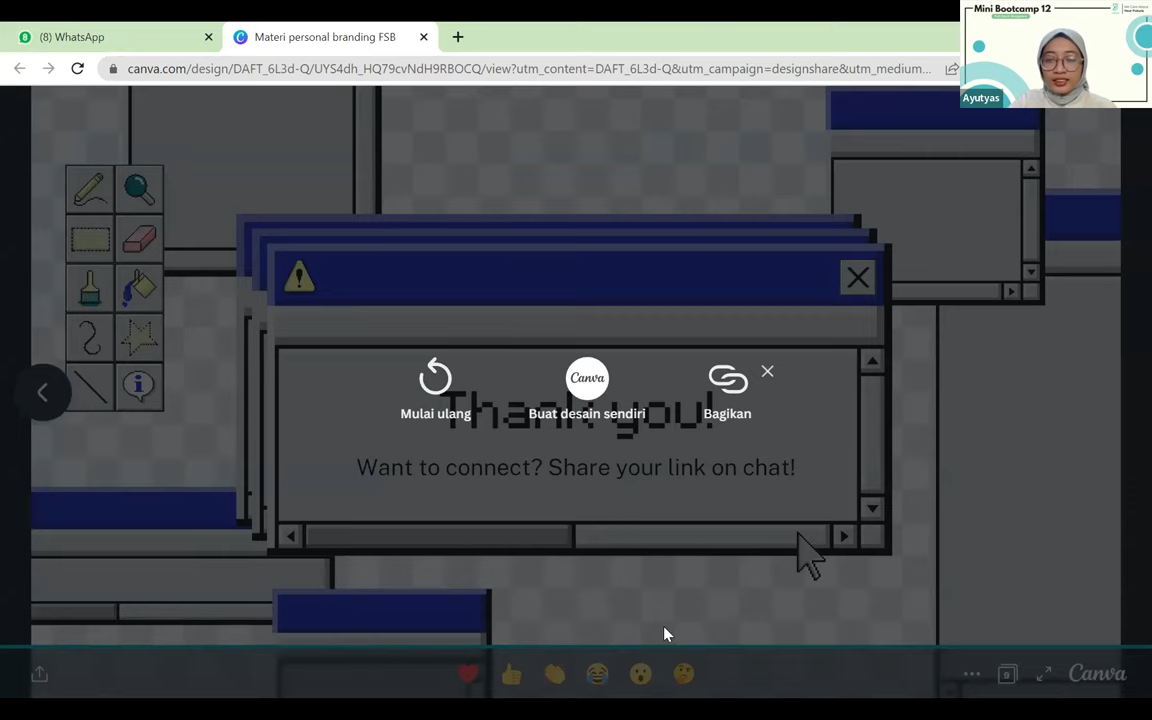 (8) WhatsApp
Materi personal branding FSB
canva.com/design/DAFT_6L3d-Q/UYS4dh_HQ79cvNdH9RBOCQ/view?utm_content=DAFT_6L3d-Q&utm_campaign=designshare&utm_medium...
Mini Bootcamp 12
Ayutyas
Mulai ulang
Canva
Buat desain sendiri
Bagikan
Thank you!
Want to connect? Share your link on chat!
9
Canva